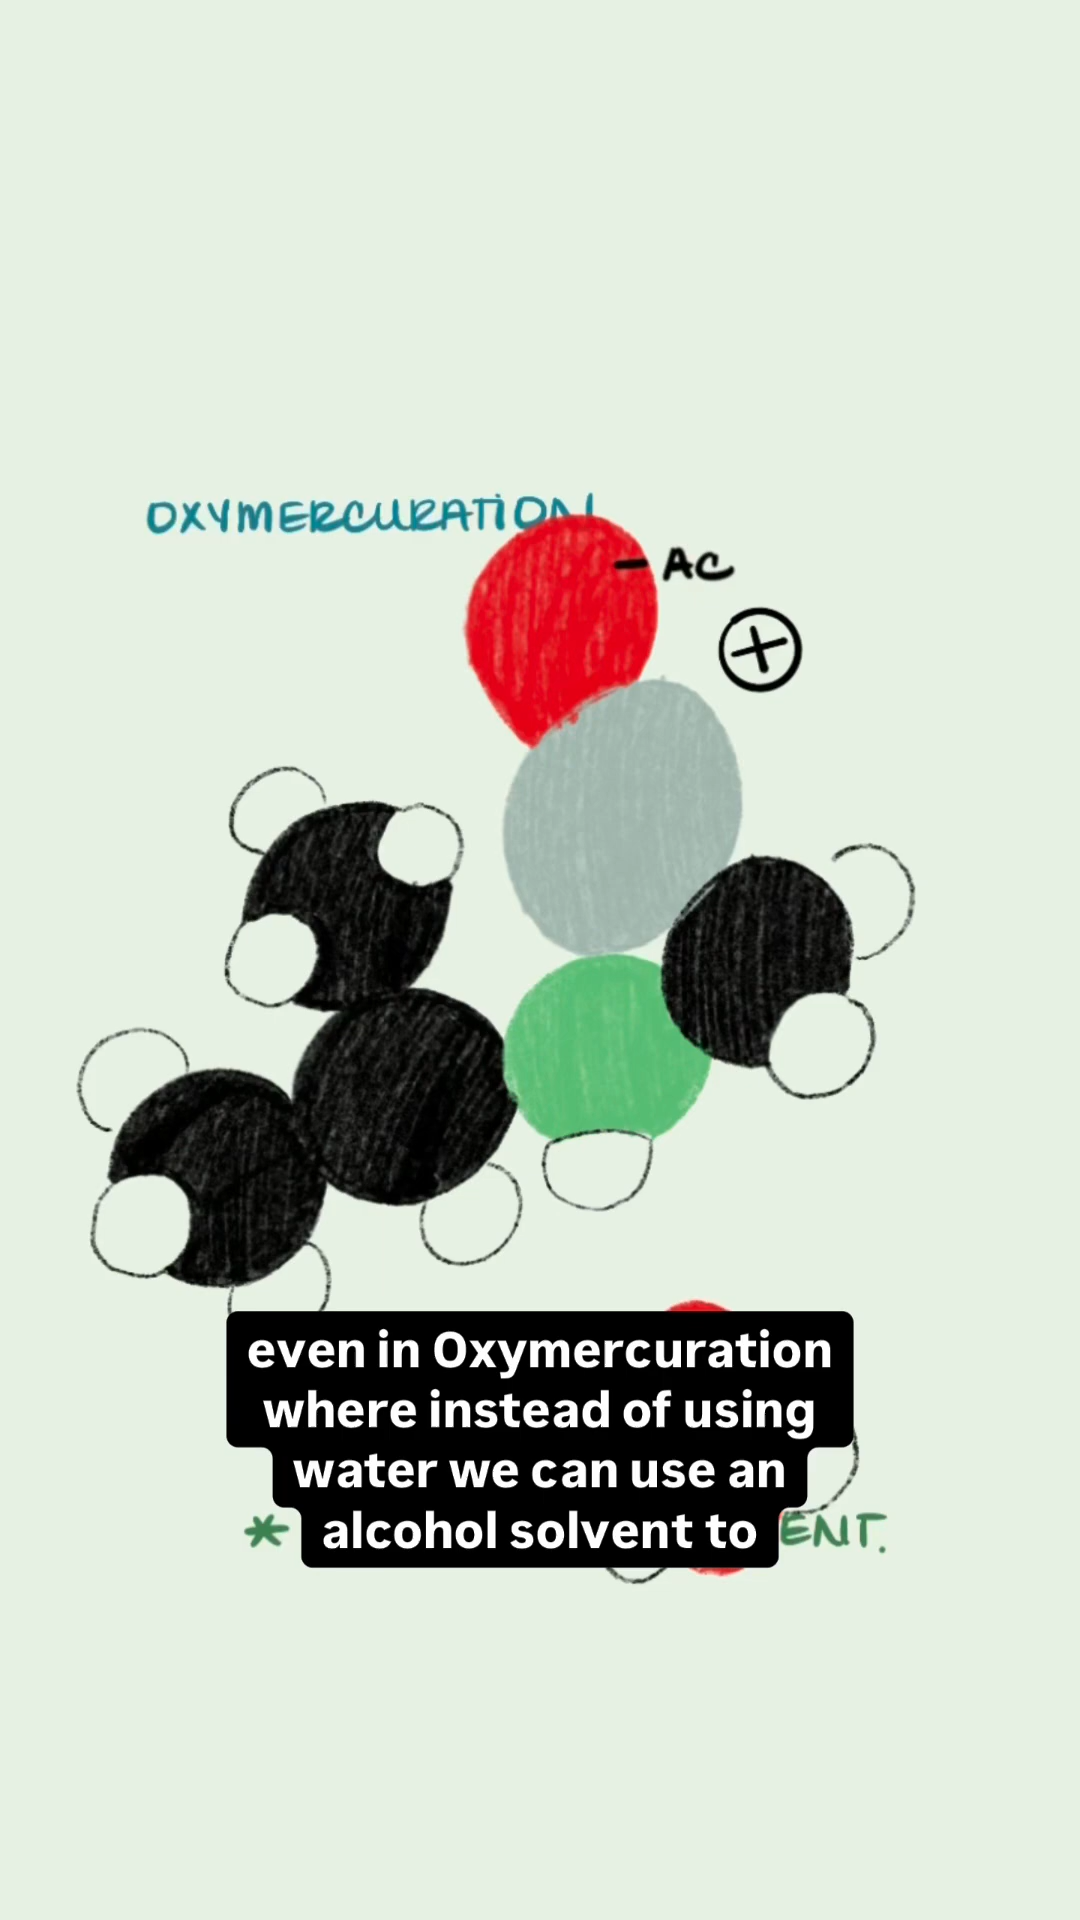 OXYMERCURATION
- AC
+
even in Oxymercuration
where instead of using
water we can use an
* alcohol solvent to ENT.